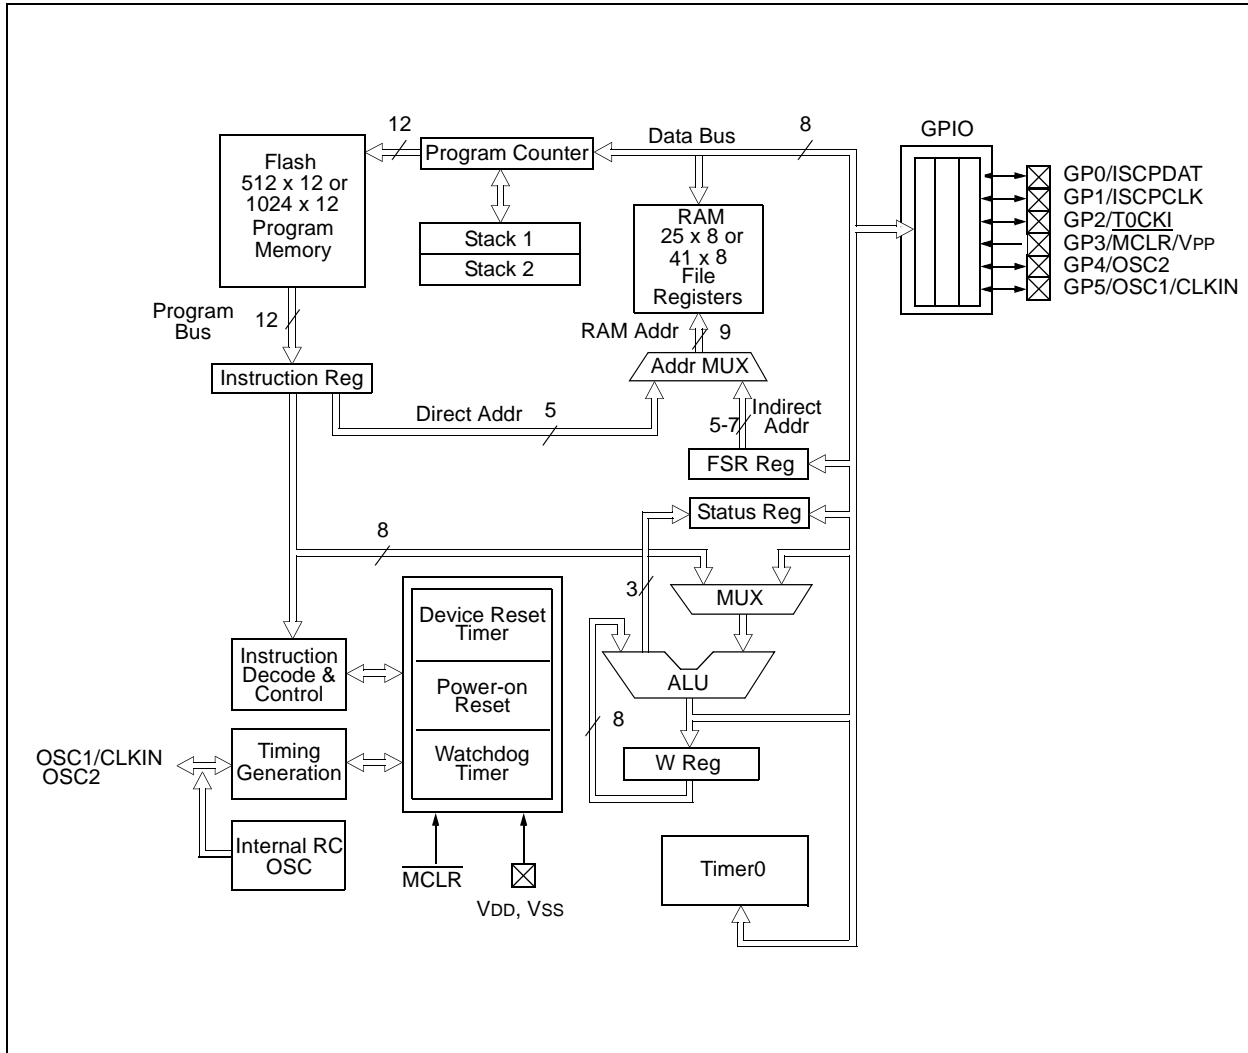 12
Program Counter
Data Bus
8
GPIO
Flash
512 x 12 or
1024 x 12
Program
Memory
Stack 1
Stack 2
RAM
25 x 8 or
41 x 8
File
Registers
GP0/ISCPDAT
GP1/ISCPCLK
GP2/T0CKI
GP3/MCLR/VPP
GP4/OSC2
GP5/OSC1/CLKIN
Program
Bus
12
RAM Addr
9
Addr MUX
Instruction Reg
Direct Addr
5
5-7
Indirect
Addr
FSR Reg
Status Reg
8
3
MUX
Device Reset
Timer
Power-on
Reset
Watchdog
Timer
Instruction
Decode &
Control
ALU
8
W Reg
OSC1/CLKIN
OSC2
Timing
Generation
Internal RC
OSC
MCLR
VDD, VSS
Timer0